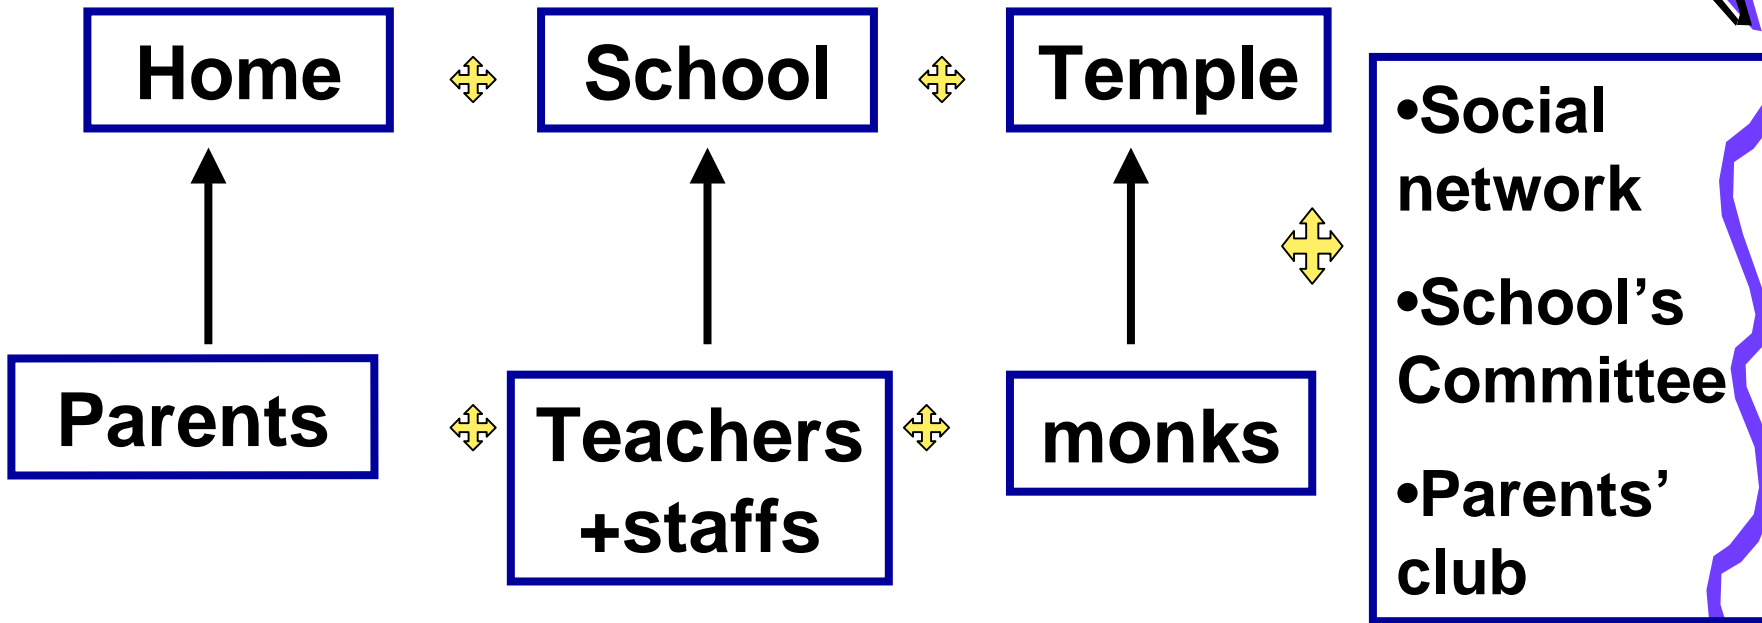 Home
School
Temple
Parents
Teachers
+staffs
monks
•Social
network
•School’s
Committee
•Parents’
club